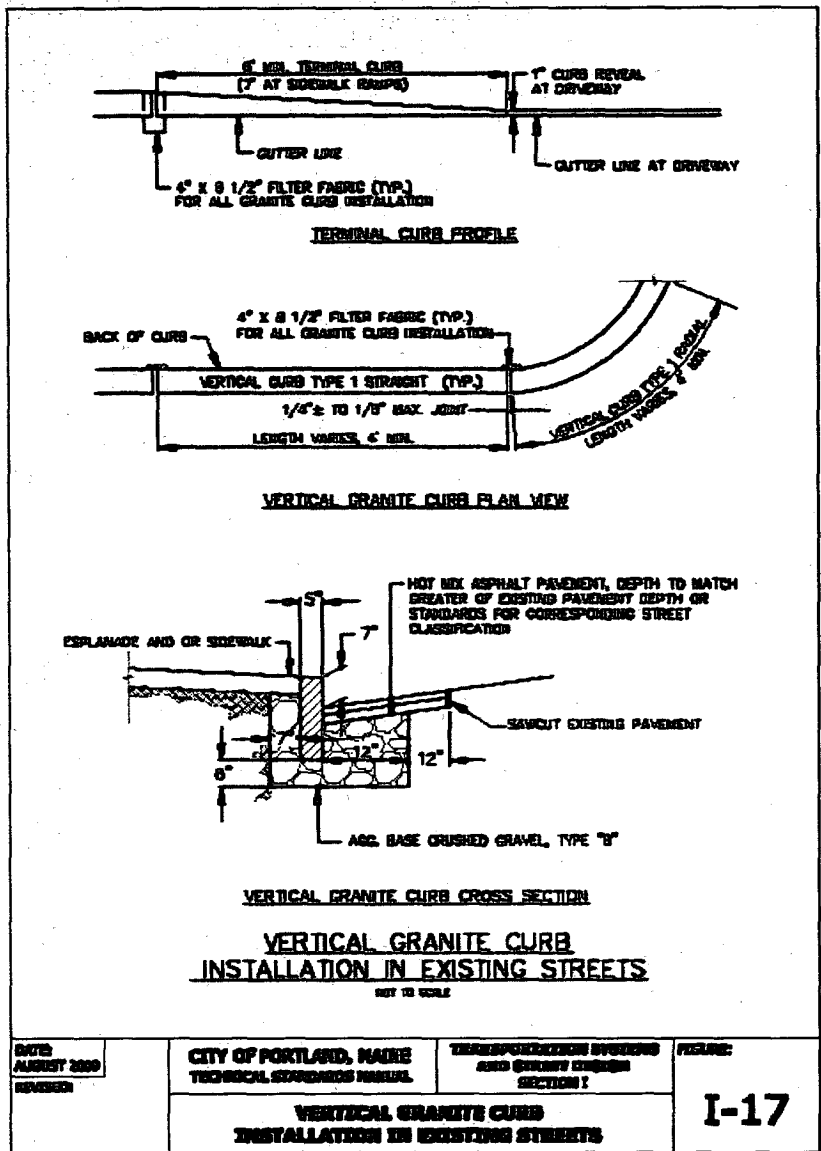 6' MIN. TERMINAL CURB
(7' AT SIDEWALK RAMPS)
1" CURB REVEAL
AT DRIVEWAY
GUTTER LINE
GUTTER LINE AT DRIVEWAY
4" X 8 1/2" FILTER FABRIC (TYP.)
FOR ALL GRANITE CURB INSTALLATION
TERMINAL CURB PROFILE
4" X 8 1/2" FILTER FABRIC (TYP.)
FOR ALL GRANITE CURB INSTALLATION
BACK OF CURB
VERTICAL CURB TYPE 1 STRAIGHT (TYP.)
1/4"± TO 1/8" MAX. JOINT
LENGTH VARIES, 4' MIN.
VERTICAL CURB TYPE 1 RADIAL
LENGTH VARIES, 4' MIN.
VERTICAL GRANITE CURB PLAN VIEW
HOT MIX ASPHALT PAVEMENT, DEPTH TO MATCH
GREATER OF EXISTING PAVEMENT DEPTH OR
STANDARDS FOR CORRESPONDING STREET
CLASSIFICATION
5"
7"
ESPLANADE AND OR SIDEWALK
SAWCUT EXISTING PAVEMENT
7"
12"
12"
6"
AGG. BASE CRUSHED GRAVEL, TYPE "B"
VERTICAL GRANITE CURB CROSS SECTION
VERTICAL GRANITE CURB
INSTALLATION IN EXISTING STREETS
NOT TO SCALE
DATE:
AUGUST 2009
REVISED:
CITY OF PORTLAND, MAINE
TECHNICAL STANDARDS MANUAL
TRANSPORTATION SYSTEMS
AND STREET DESIGN
SECTION I
FIGURE:
I-17
VERTICAL GRANITE CURB
INSTALLATION IN EXISTING STREETS